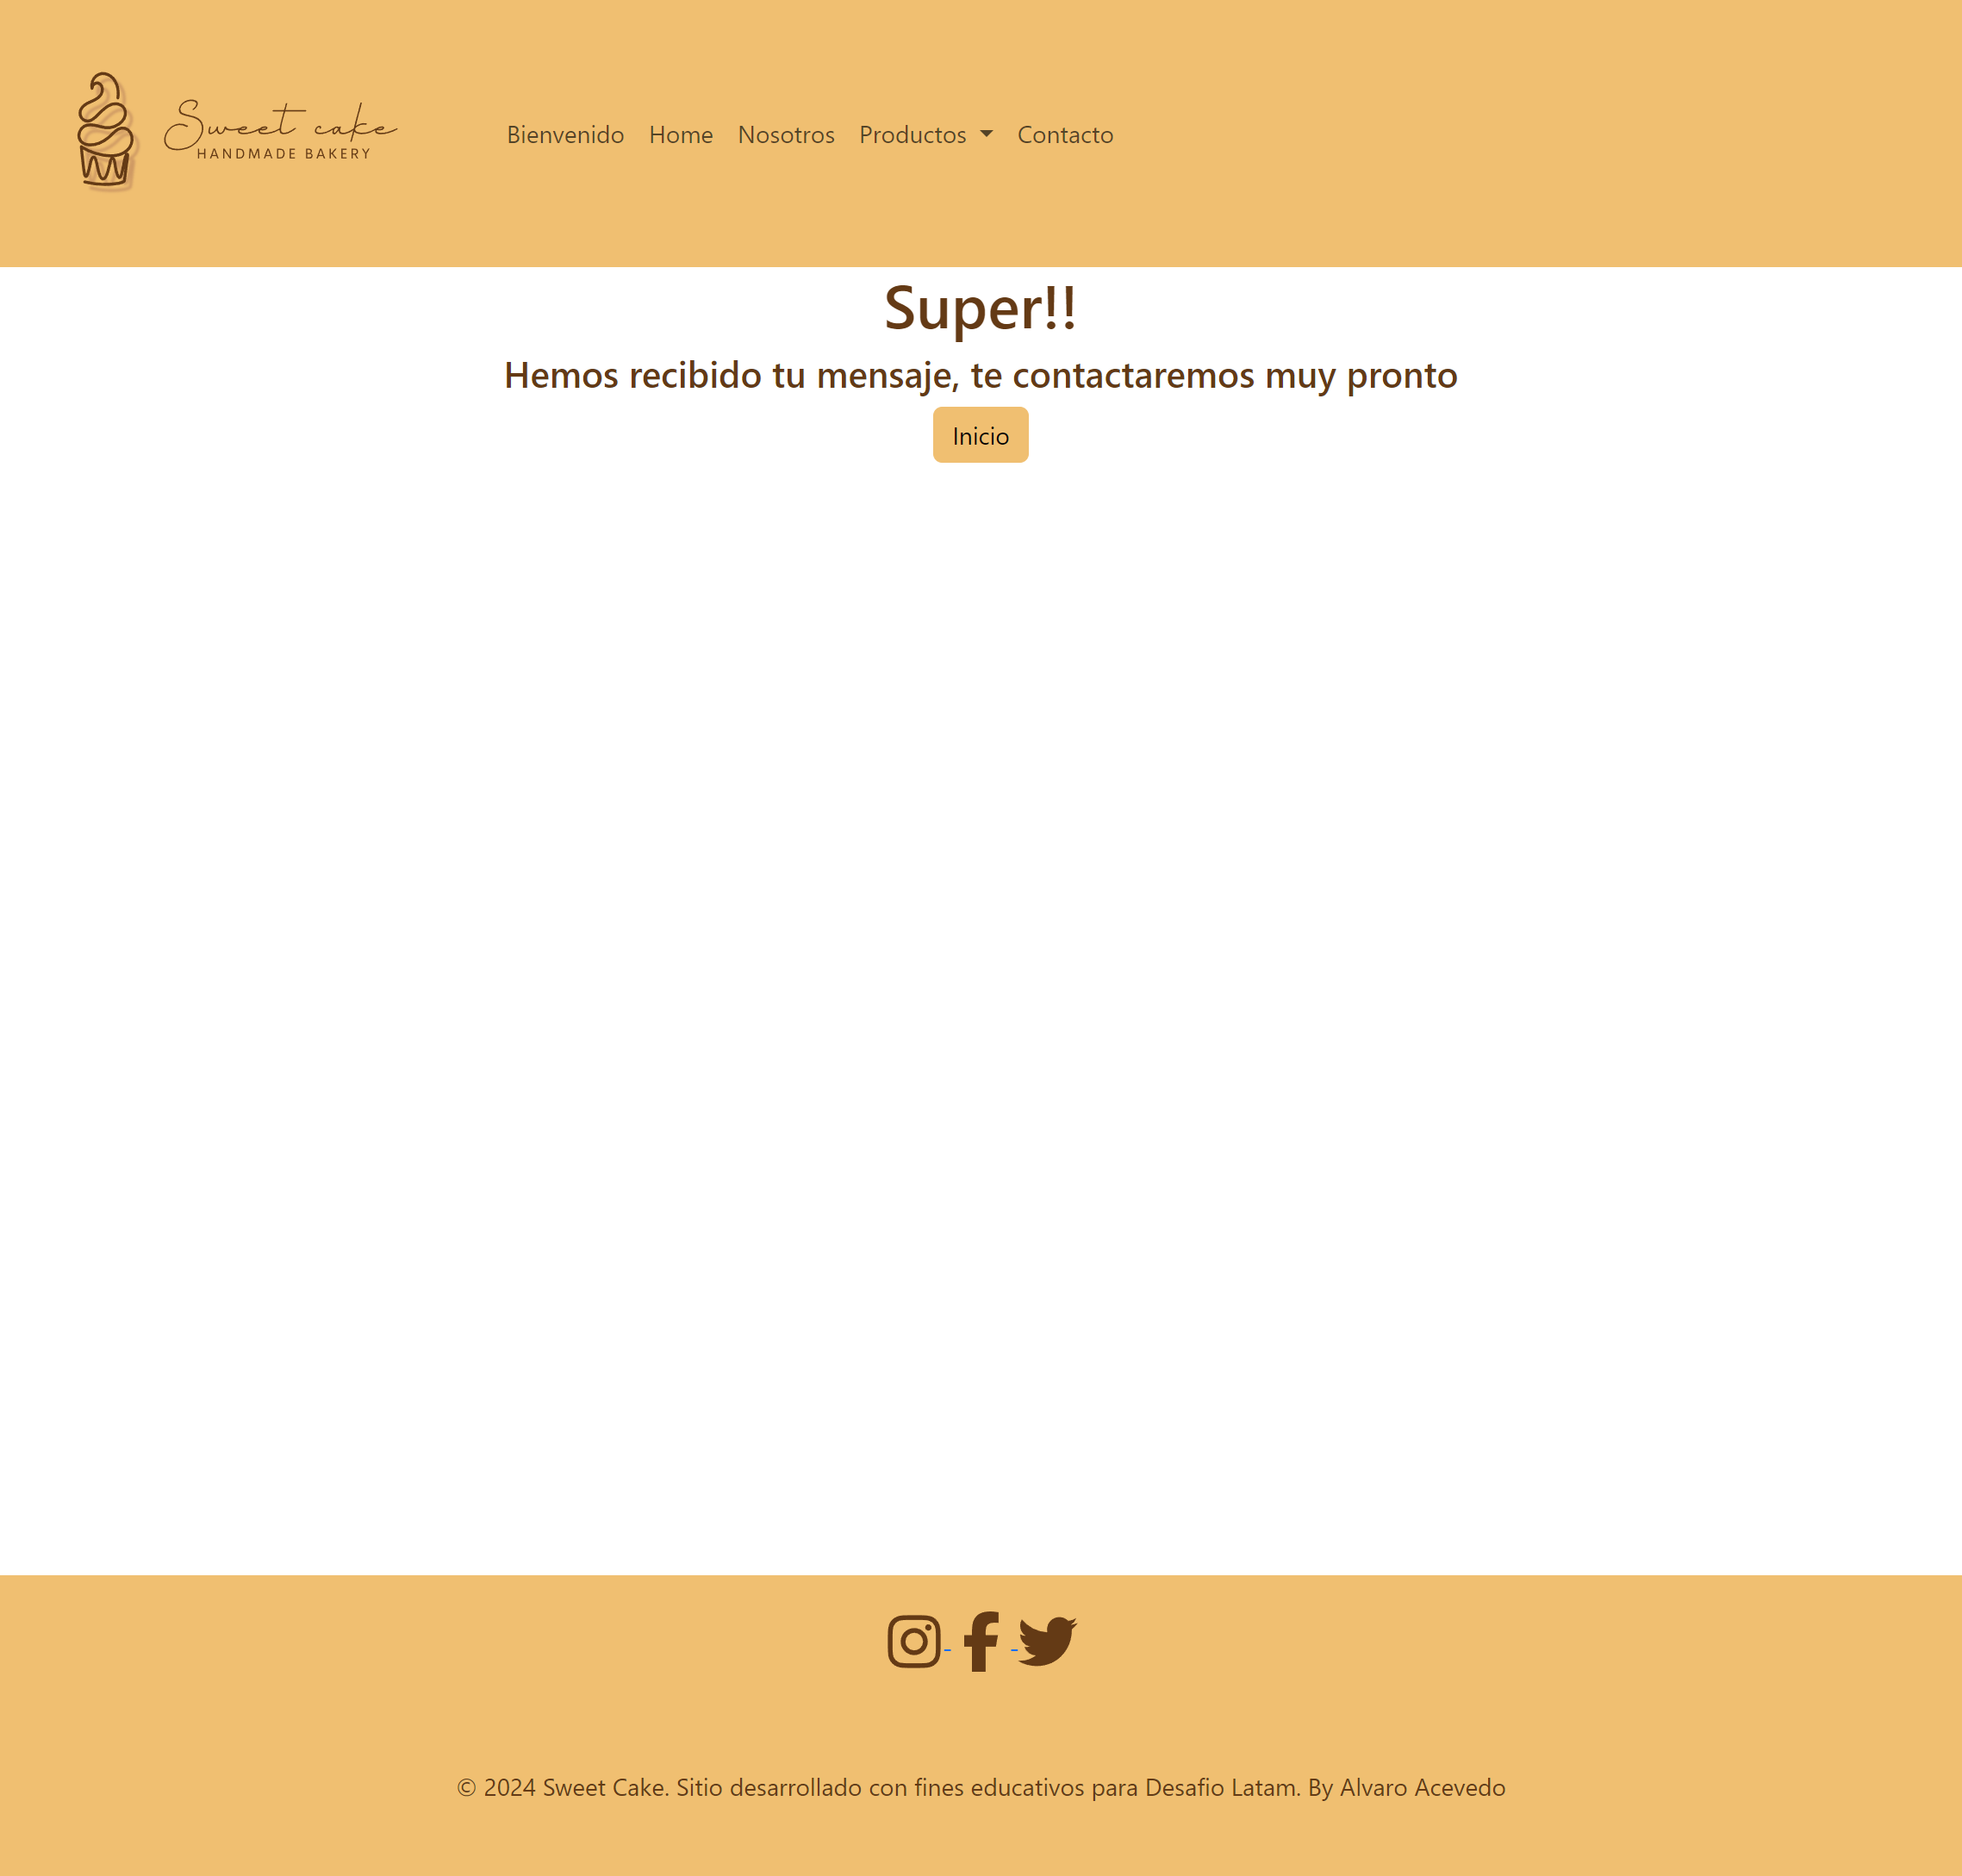 Sweet cake
HANDMADE BAKERY
Bienvenido Home Nosotros Productos Contacto
Super!!
Hemos recibido tu mensaje, te contactaremos muy pronto
Inicio
© 2024 Sweet Cake. Sitio desarrollado con fines educativos para Desafio Latam. By Alvaro Acevedo